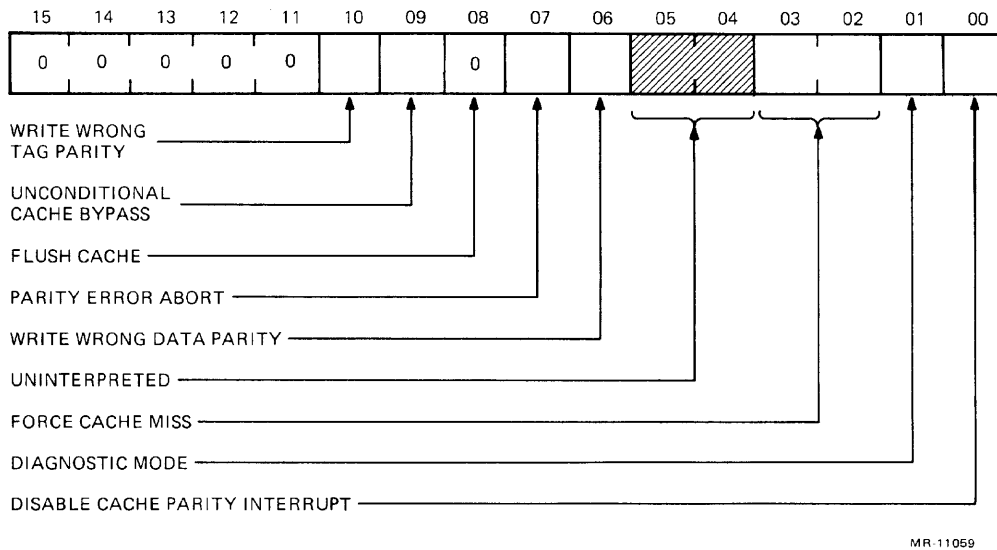 15 14 13 12 11 10 09 08 07 06 05 04 03 02 01 00
0 0 0 0 0 0
WRITE WRONG
TAG PARITY
UNCONDITIONAL
CACHE BYPASS
FLUSH CACHE
PARITY ERROR ABORT
WRITE WRONG DATA PARITY
UNINTERPRETED
FORCE CACHE MISS
DIAGNOSTIC MODE
DISABLE CACHE PARITY INTERRUPT
MR-11059